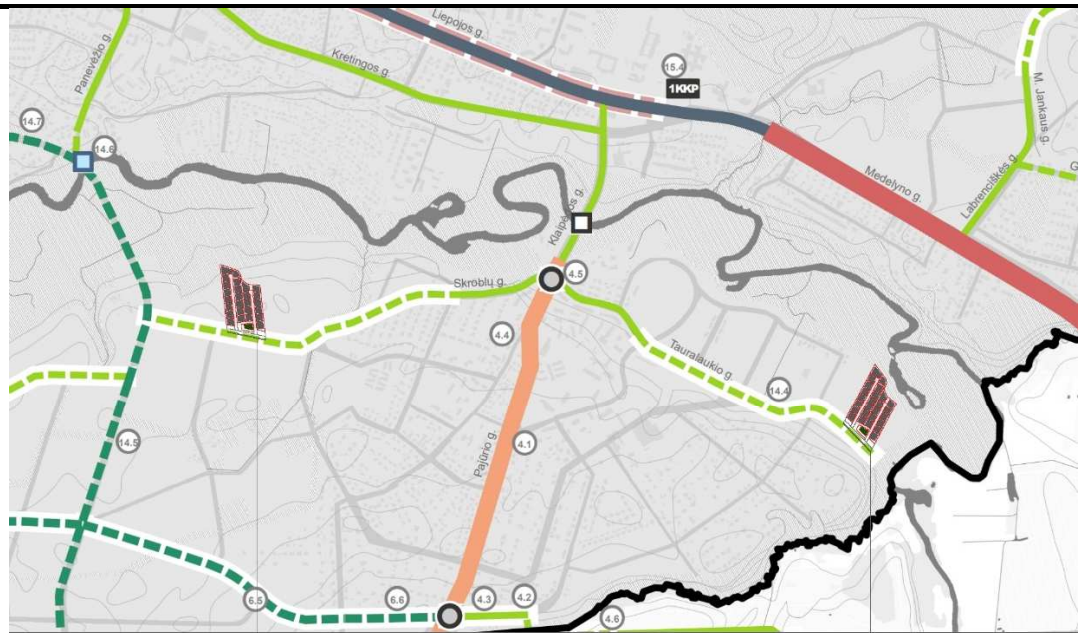 Liepojos g.
Panevėžio g.
Kretingos g.
15.4
1KKP
M. Jankaus g.
14.7
14.6
Labrenciškės g.
G
Medelyno g.
Klaipėdos g.
Skroblų g.
4.5
4.4
Tauralaukio g.
14.4
Pajūrio g.
4.1
14.5
6.5
6.6
4.3
4.2
4.6